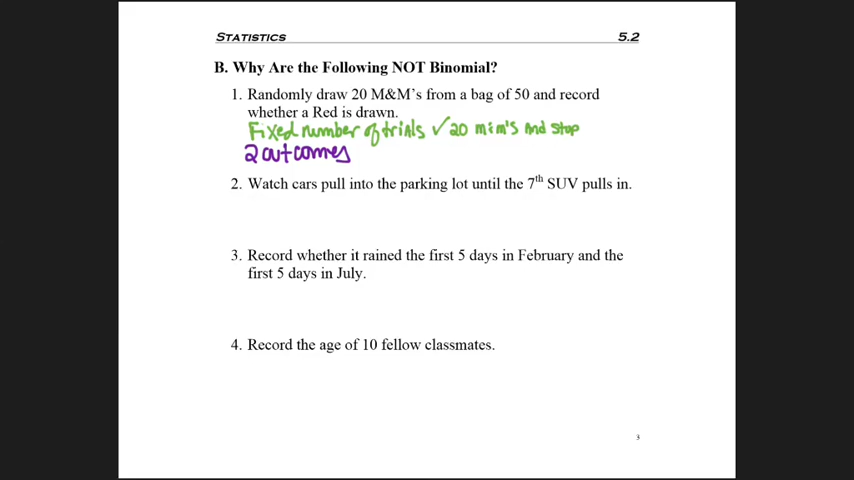 STATISTICS 5.2
B. Why Are the Following NOT Binomial?
1. Randomly draw 20 M&M's from a bag of 50 and record
whether a Red is drawn.
Fixed number of trials ✓ 20 m&m's and stop
2 outcomes
2. Watch cars pull into the parking lot until the 7th SUV pulls in.
3. Record whether it rained the first 5 days in February and the
first 5 days in July.
4. Record the age of 10 fellow classmates.
3